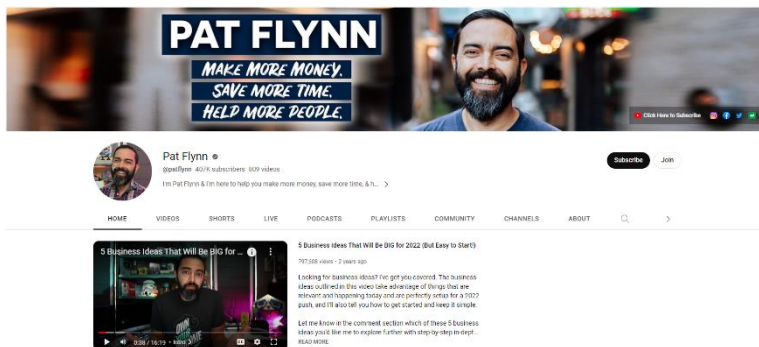 PAT FLYNN
MAKE MORE MONEY.
SAVE MORE TIME.
HELP MORE PEOPLE.
Click Here to Subscribe
Pat Flynn
@patflynn 407K subscribers 809 videos
I'm Pat Flynn & I'm here to help you make more money, save more time, & h... >
Subscribe
Join
HOME VIDEOS SHORTS LIVE PODCASTS PLAYLISTS COMMUNITY CHANNELS ABOUT
5 Business Ideas That Will Be BIG for ...
0:08 / 16:19
5 Business Ideas That Will Be BIG for 2022 (But Easy to Start!)
views • 2 years ago
Looking for business ideas? I've got you covered. The business
ideas outlined in this video take advantage of things that are
relevant and happening today and are perfectly setup for a 2022
push, and I'll also tell you how to get started and keep it simple.
Let me know in the comment section which of these 5 business
ideas you'd like me to explore further with step-by-step in-dept...
READ MORE